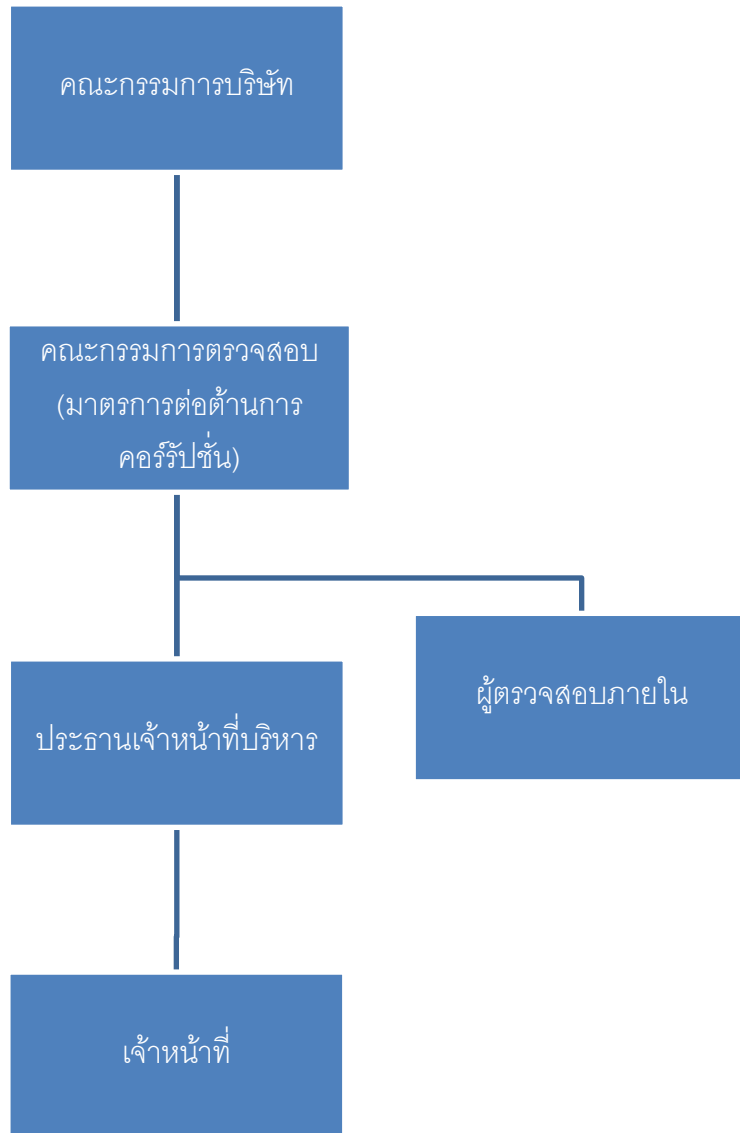 คณะกรรมการบริษัท
คณะกรรมการตรวจสอบ
(มาตรการต่อต้านการ
คอร์รัปชั่น)
ผู้ตรวจสอบภายใน
ประธานเจ้าหน้าที่บริหาร
เจ้าหน้าที่